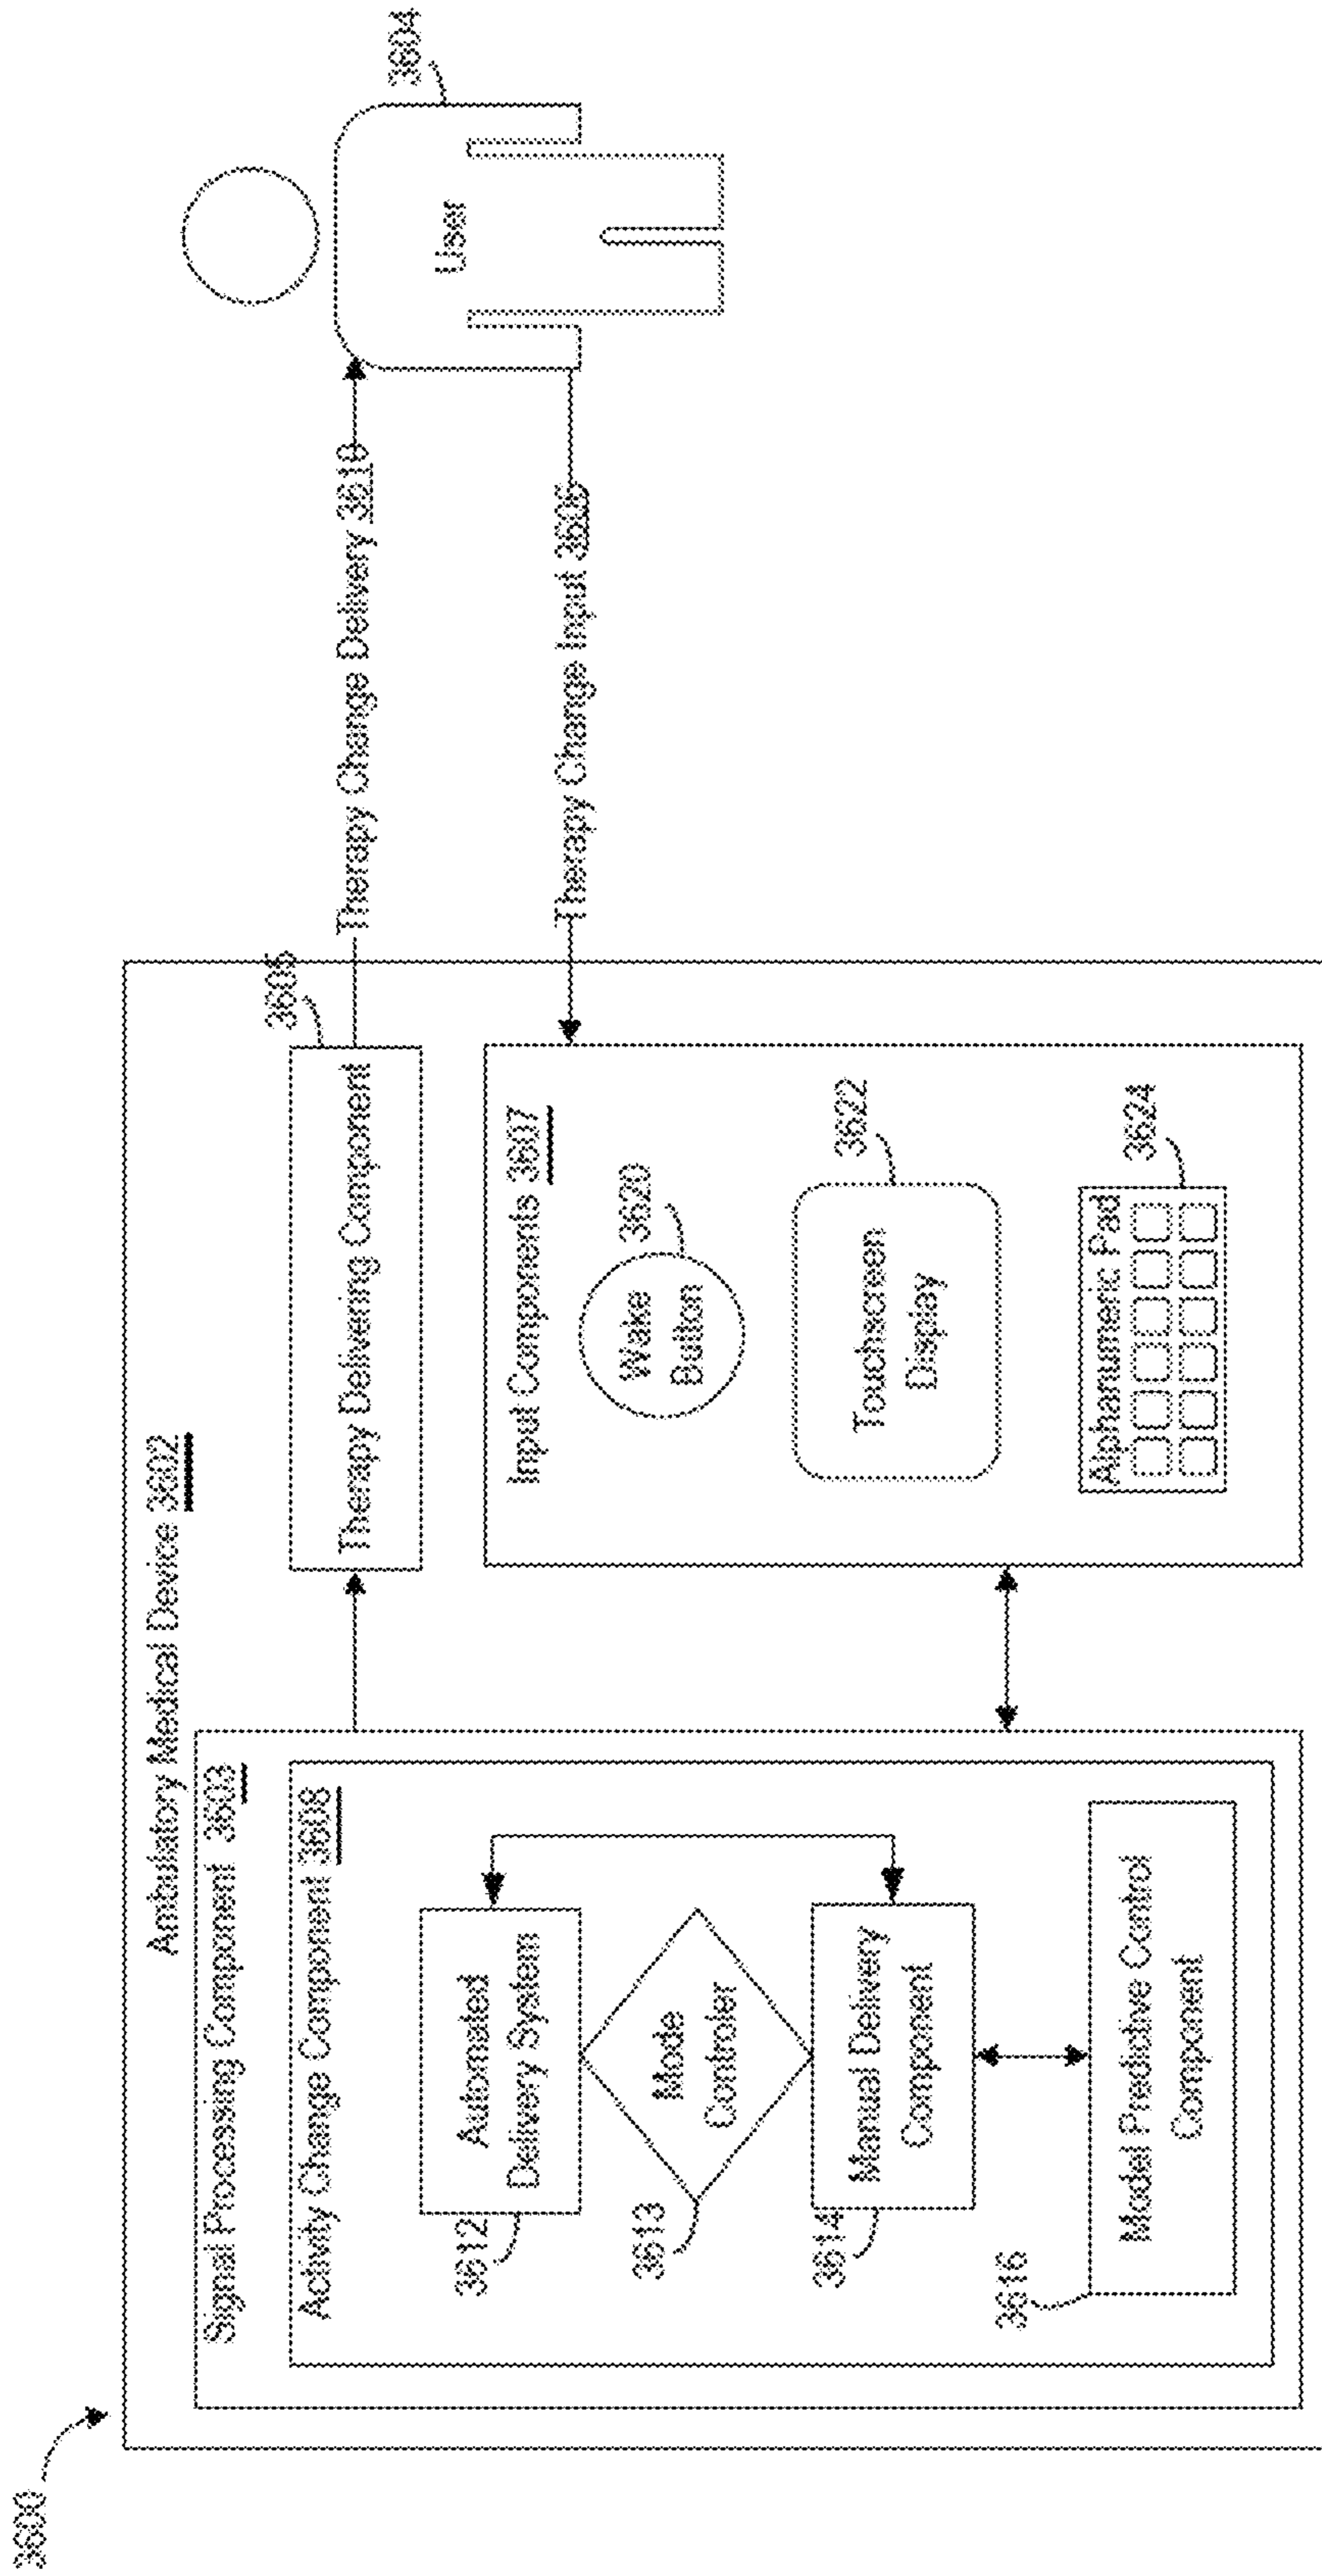 3600
Ambulatory Medical Device 3602
Signal Processing Component 3603
Activity Change Component 3608
Automated
Delivery System
3612
Mode
Controler
3613
Manual Delivery
Component
3614
Model Predictive Control
Component
3616
Therapy Delivering Component
3605
Input Components 3607
Wake
Button
3620
Touchscreen
Display
3622
Alphanumeric Pad
3624
Therapy Change Delivery
Therapy Change Input 3606
User
3604